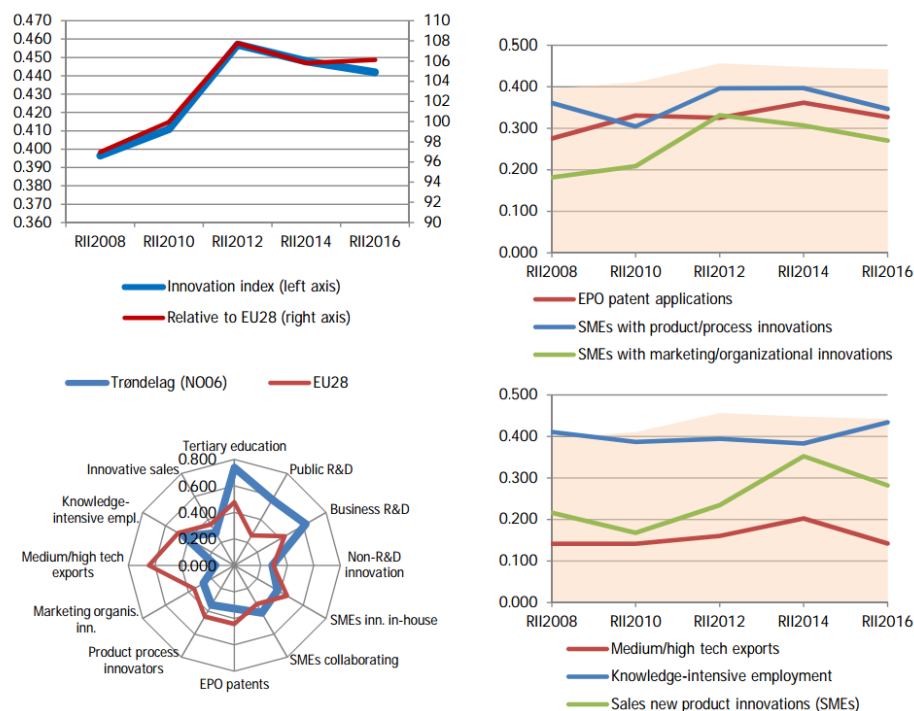 0.470
0.460
0.450
0.440
0.430
0.420
0.410
0.400
0.390
0.380
0.370
0.360
110
108
106
104
102
100
98
96
94
92
90
RII2008 RII2010 RII2012 RII2014 RII2016
Innovation index (left axis)
Relative to EU28 (right axis)
0.500
0.400
0.300
0.200
0.100
0.000
RII2008 RII2010 RII2012 RII2014 RII2016
EPO patent applications
SMEs with product/process innovations
SMEs with marketing/organizational innovations
Trøndelag (NO06) EU28
Tertiary education
Public R&D
Business R&D
Non-R&D
innovation
SMEs inn. in-house
SMEs collaborating
EPO patents
Product process
innovators
Marketing organis.
inn.
Medium/high tech
exports
Knowledge-
intensive empl.
Innovative sales
0.800
0.600
0.400
0.200
0.000
0.500
0.400
0.300
0.200
0.100
0.000
RII2008 RII2010 RII2012 RII2014 RII2016
Medium/high tech exports
Knowledge-intensive employment
Sales new product innovations (SMEs)